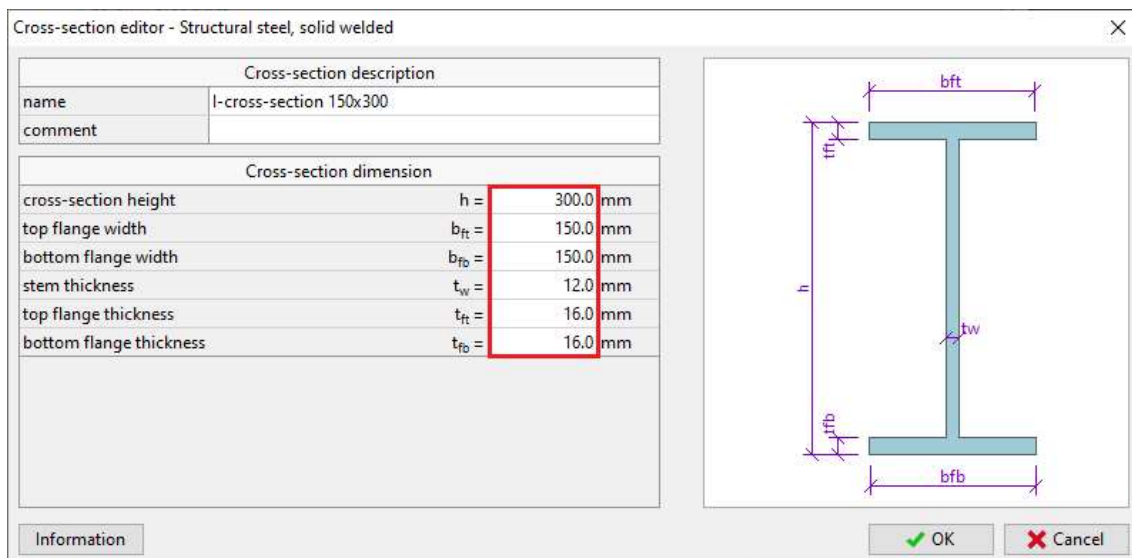 Cross-section editor - Structural steel, solid welded
Cross-section description
name I-cross-section 150x300
comment
Cross-section dimension
cross-section height h = 300.0 mm
top flange width bft = 150.0 mm
bottom flange width bfb = 150.0 mm
stem thickness tw = 12.0 mm
top flange thickness tft = 16.0 mm
bottom flange thickness tfb = 16.0 mm
bft
tft
h
tw
tfb
bfb
Information
OK
Cancel